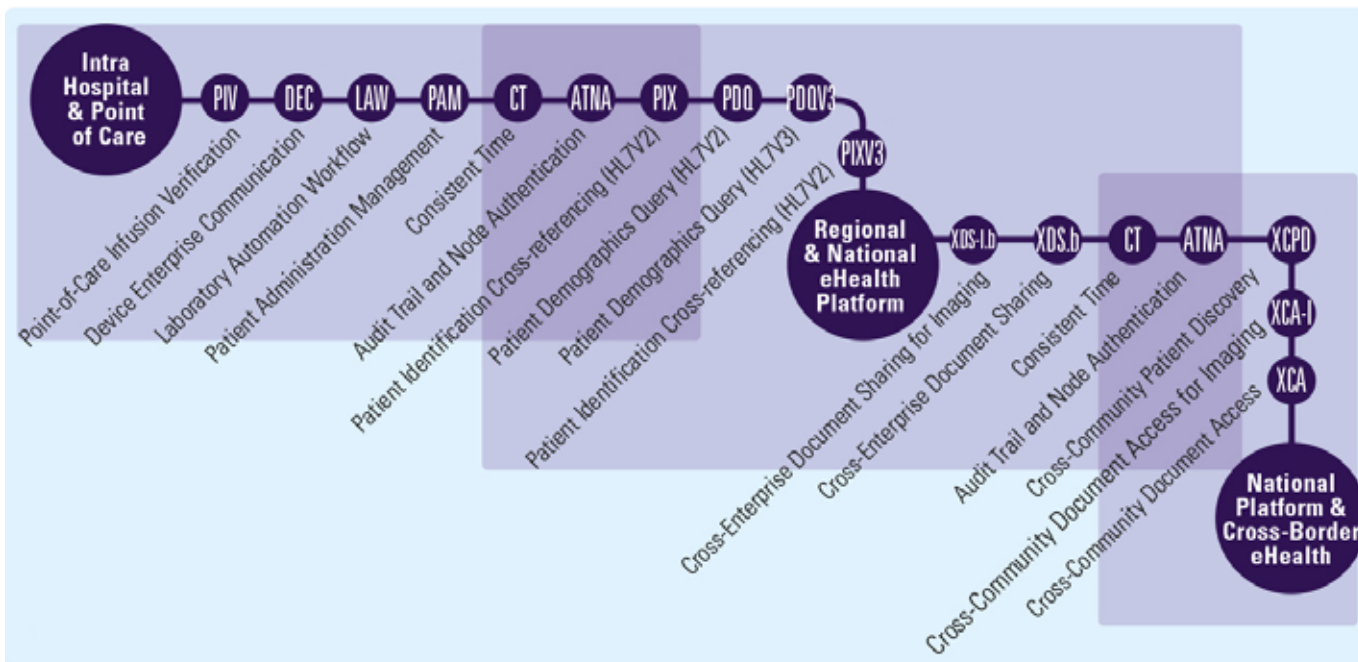 Intra
Hospital
& Point
of Care
PIV
DEC
LAW
PAM
CT
ATNA
PIX
PDQ
PDQV3
PIXV3
Point-of-Care Infusion Verification
Device Enterprise Communication
Laboratory Automation Workflow
Patient Administration Management
Consistent Time
Audit Trail and Node Authentication
Patient Identification Cross-referencing (HL7V2)
Patient Demographics Query (HL7V2)
Patient Demographics Query (HL7V3)
Patient Identification Cross-referencing (HL7V2)
Regional
& National
eHealth
Platform
XDS-I.b
XDS.b
CT
ATNA
XCPD
XCA-I
XCA
Cross-Enterprise Document Sharing for Imaging
Cross-Enterprise Document Sharing
Consistent Time
Audit Trail and Node Authentication
Cross-Community Patient Discovery
Cross-Community Document Access for Imaging
Cross-Community Document Access
National
Platform &
Cross-Border
eHealth